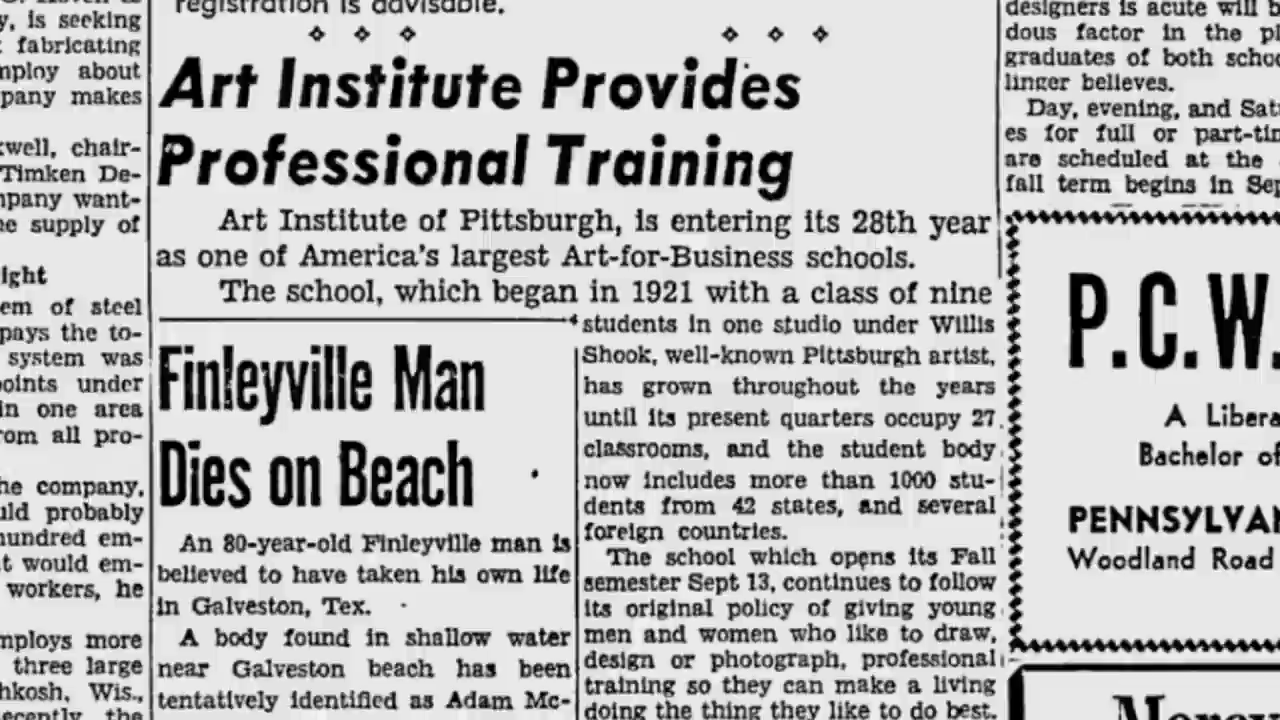 registration is advisable.
y, is seeking
fabricating
mploy about
pany makes
well, chair-
Timken De-
mpany want-
e supply of
ight
em of steel
pays the to-
system was
points under
in one area
rom all pro-
he company,
uld probably
hundred em-
t would em-
workers, he
mploys more
three large
hkosh, Wis.,
ecently, the
Art Institute Provides
Professional Training
Art Institute of Pittsburgh, is entering its 28th year
as one of America's largest Art-for-Business schools.
The school, which began in 1921 with a class of nine
students in one studio under Willis
Shook, well-known Pittsburgh artist,
has grown throughout the years
until its present quarters occupy 27
classrooms, and the student body
now includes more than 1000 stu-
dents from 42 states, and several
foreign countries.
The school which opens its Fall
semester Sept 13, continues to follow
its original policy of giving young
men and women who like to draw,
design or photograph, professional
training so they can make a living
doing the thing they like to do best.
Finleyville Man
Dies on Beach
An 80-year-old Finleyville man is
believed to have taken his own life
in Galveston, Tex.
A body found in shallow water
near Galveston beach has been
tentatively identified as Adam Mc-
designers is acute will b
dous factor in the pl
graduates of both schoo
linger believes.
Day, evening, and Sat
es for full or part-tin
are scheduled at the
fall term begins in Sep
P.C.W.
A Libera
Bachelor of
PENNSYLVAN
Woodland Road